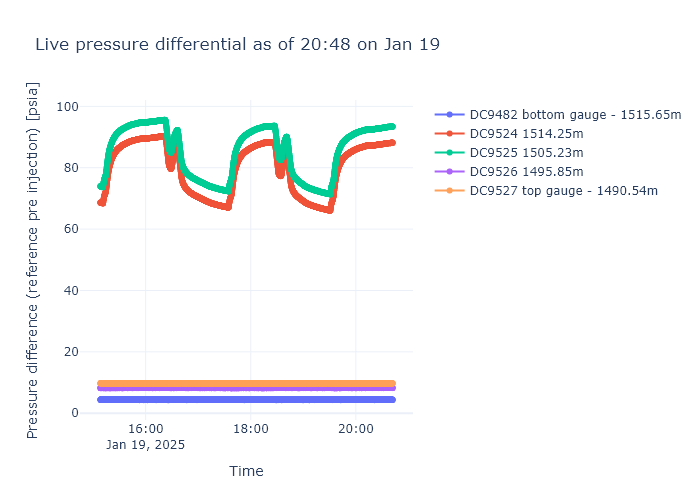 Live pressure differential as of 20:48 on Jan 19
Pressure difference (reference pre injection) [psia]
100
80
60
40
20
0
16:00
Jan 19, 2025
18:00
20:00
Time
DC9482 bottom gauge - 1515.65m
DC9524 1514.25m
DC9525 1505.23m
DC9526 1495.85m
DC9527 top gauge - 1490.54m